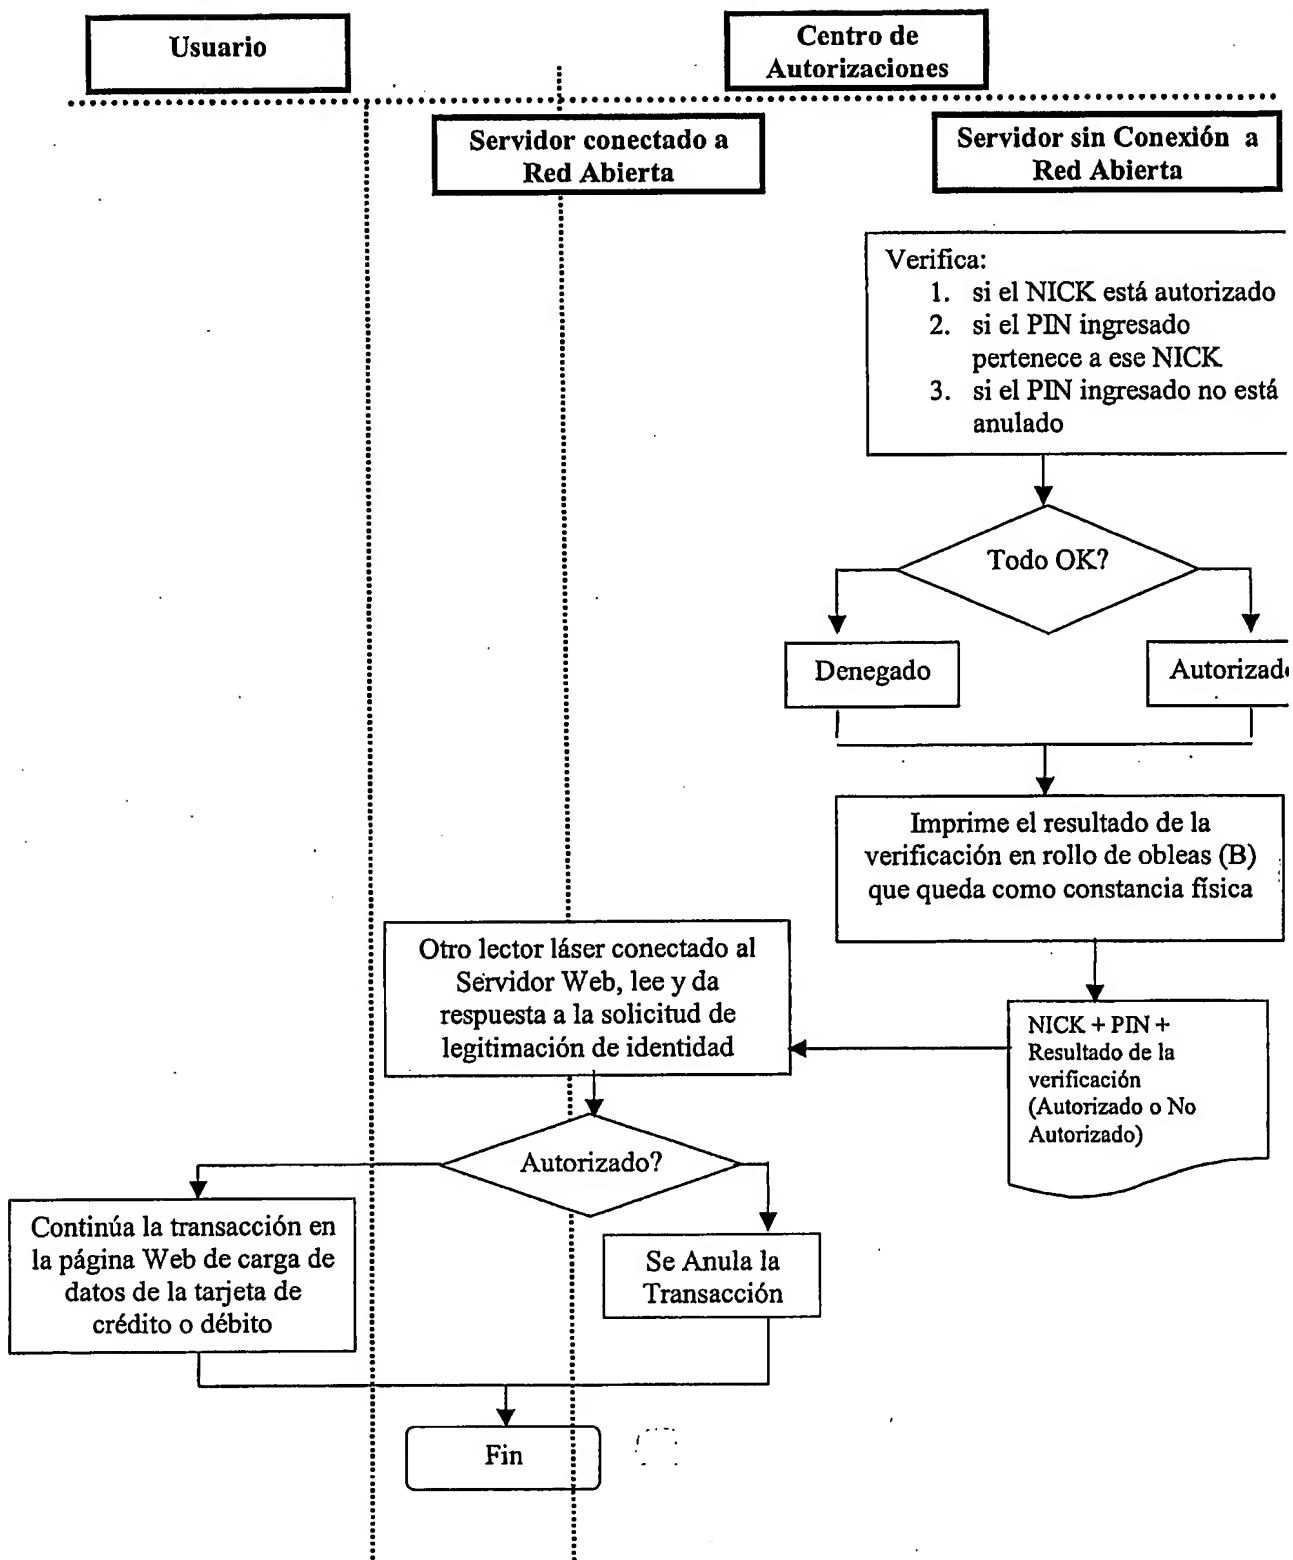 Usuario
Centro de
Autorizaciones
Servidor conectado a
Red Abierta
Servidor sin Conexión a
Red Abierta
Verifica:
1. si el NICK está autorizado
2. si el PIN ingresado
pertenece a ese NICK
3. si el PIN ingresado no está
anulado
Todo OK?
Denegado
Autorizad
Imprime el resultado de la
verificación en rollo de obleas (B)
que queda como constancia física
Otro lector láser conectado al
Servidor Web, lee y da
respuesta a la solicitud de
legitimación de identidad
NICK + PIN +
Resultado de la
verificación
(Autorizado o No
Autorizado)
Autorizado?
Continúa la transacción en
la página Web de carga de
datos de la tarjeta de
crédito o débito
Se Anula la
Transacción
Fin